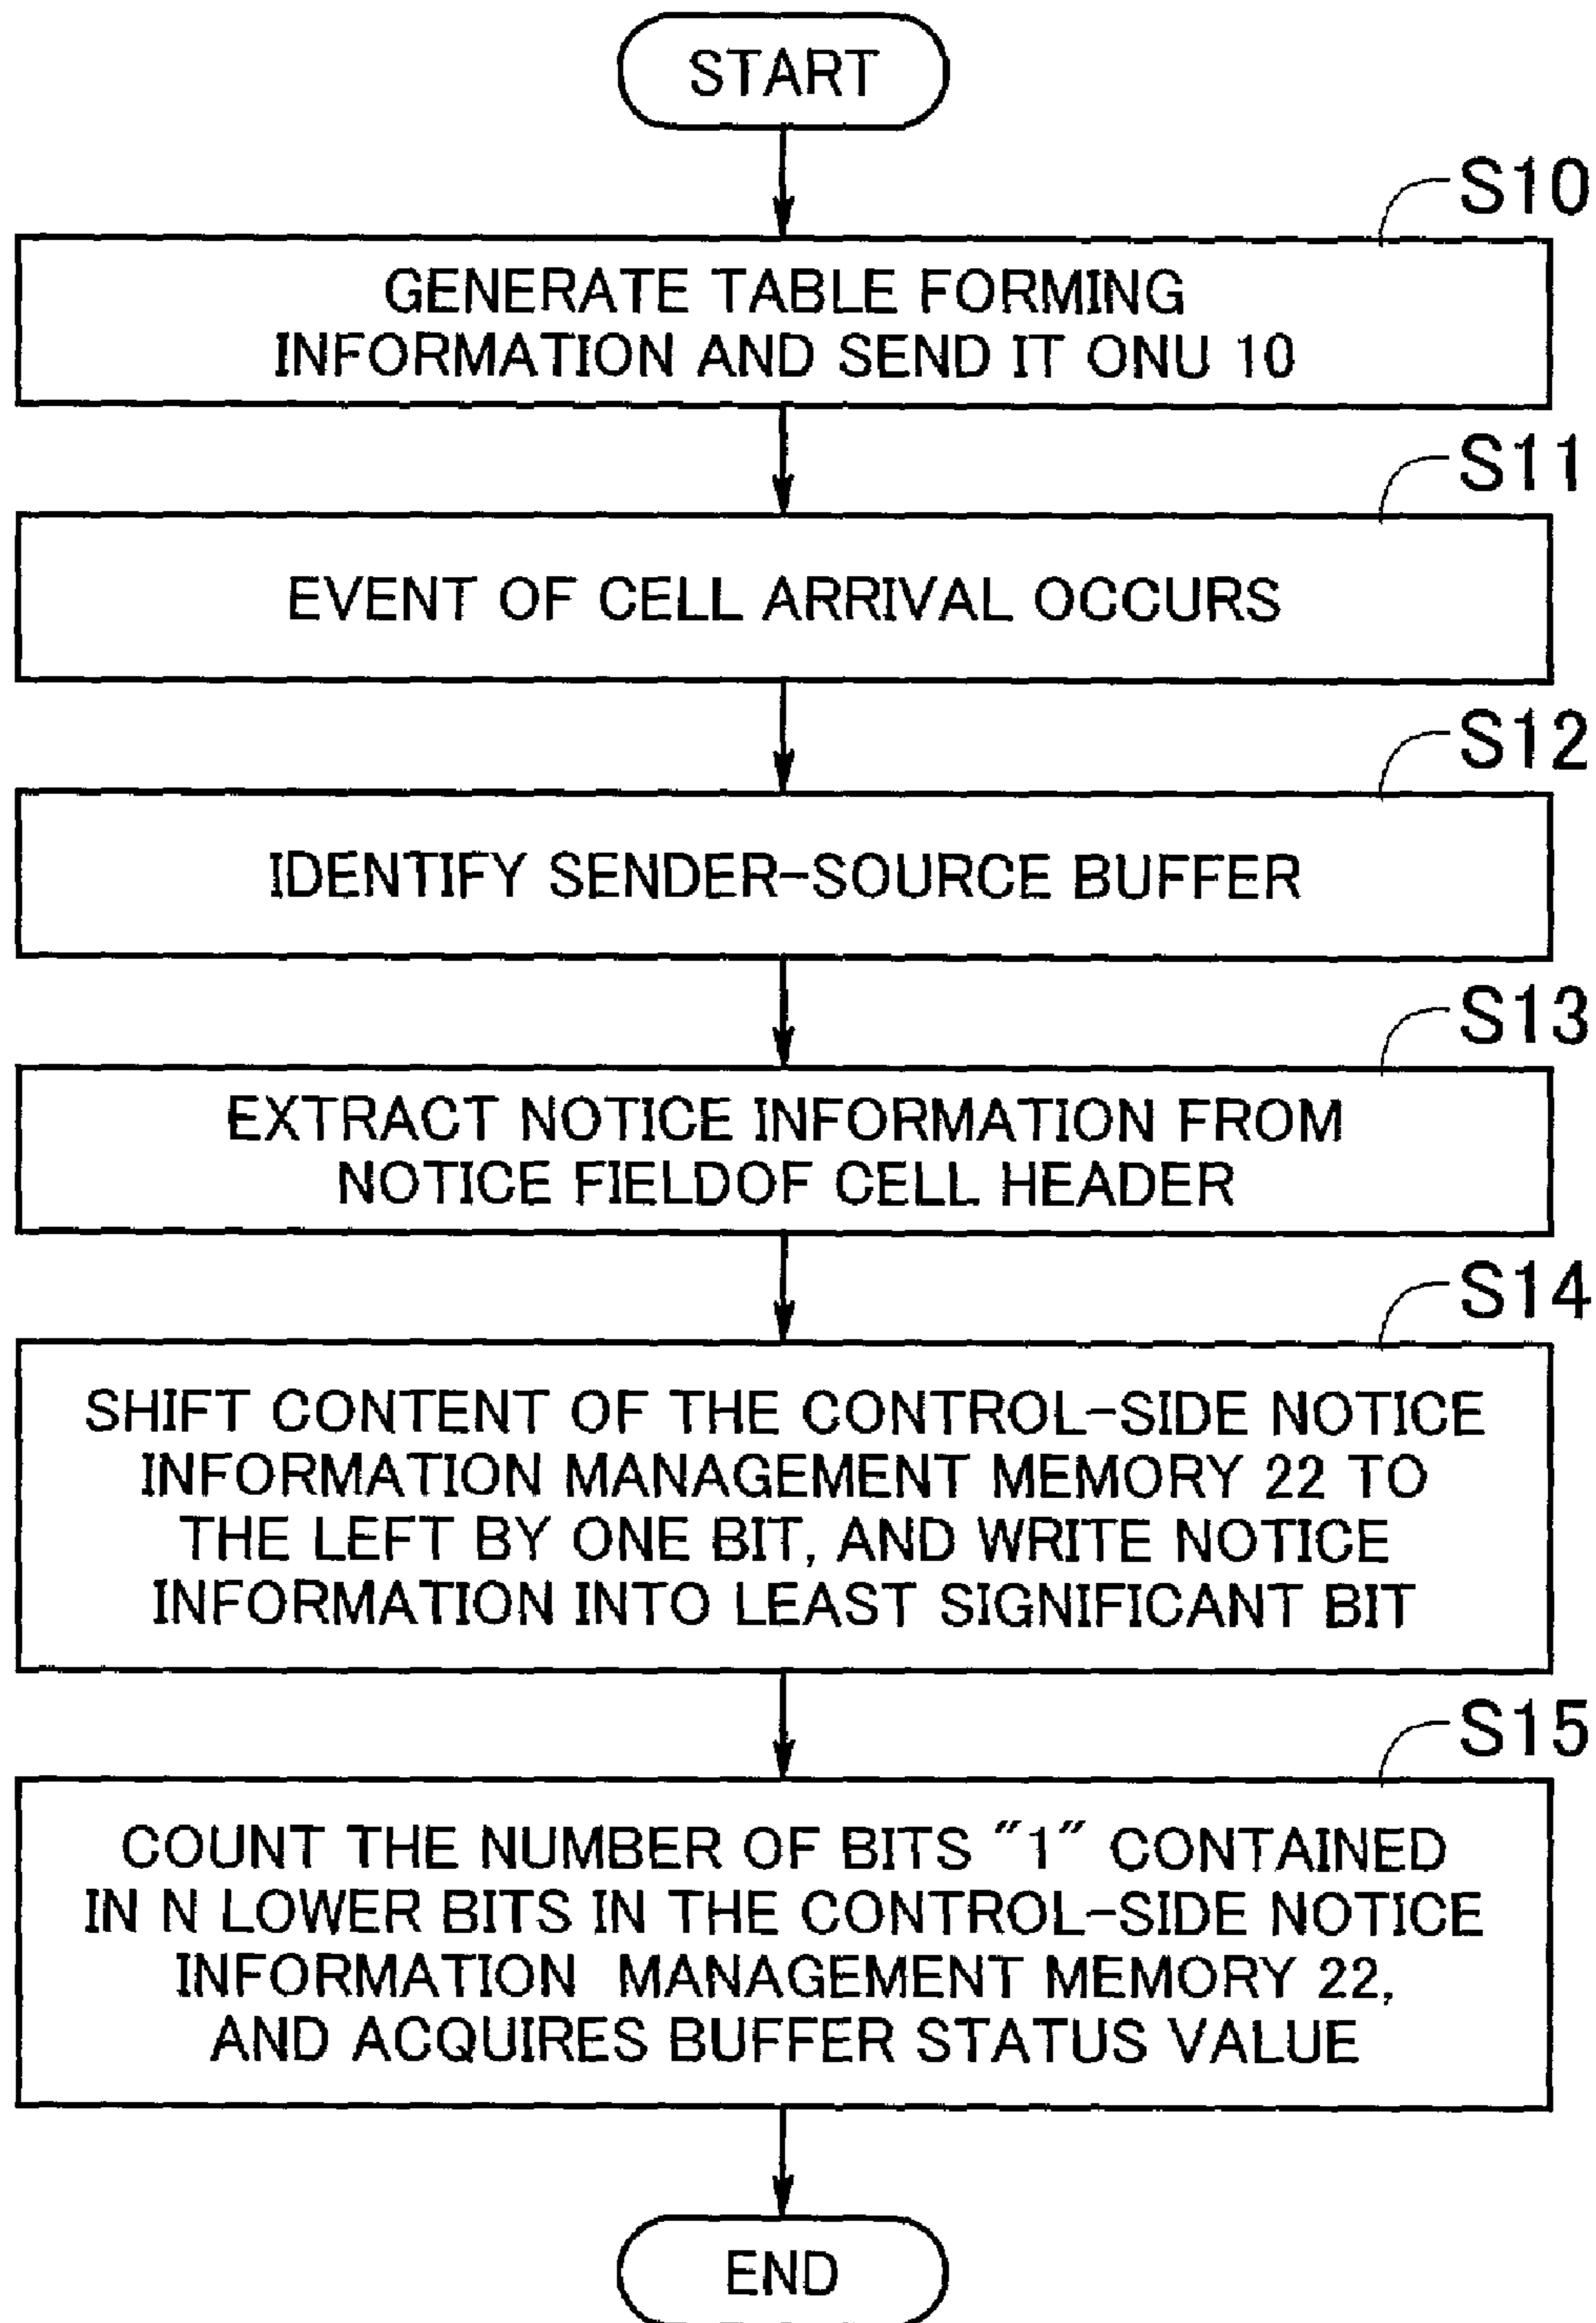 START
S10
GENERATE TABLE FORMING
INFORMATION AND SEND IT ONU 10
S11
EVENT OF CELL ARRIVAL OCCURS
S12
IDENTIFY SENDER-SOURCE BUFFER
S13
EXTRACT NOTICE INFORMATION FROM
NOTICE FIELDOF CELL HEADER
S14
SHIFT CONTENT OF THE CONTROL-SIDE NOTICE
INFORMATION MANAGEMENT MEMORY 22 TO
THE LEFT BY ONE BIT, AND WRITE NOTICE
INFORMATION INTO LEAST SIGNIFICANT BIT
S15
COUNT THE NUMBER OF BITS "1" CONTAINED
IN N LOWER BITS IN THE CONTROL-SIDE NOTICE
INFORMATION MANAGEMENT MEMORY 22,
AND ACQUIRES BUFFER STATUS VALUE
END